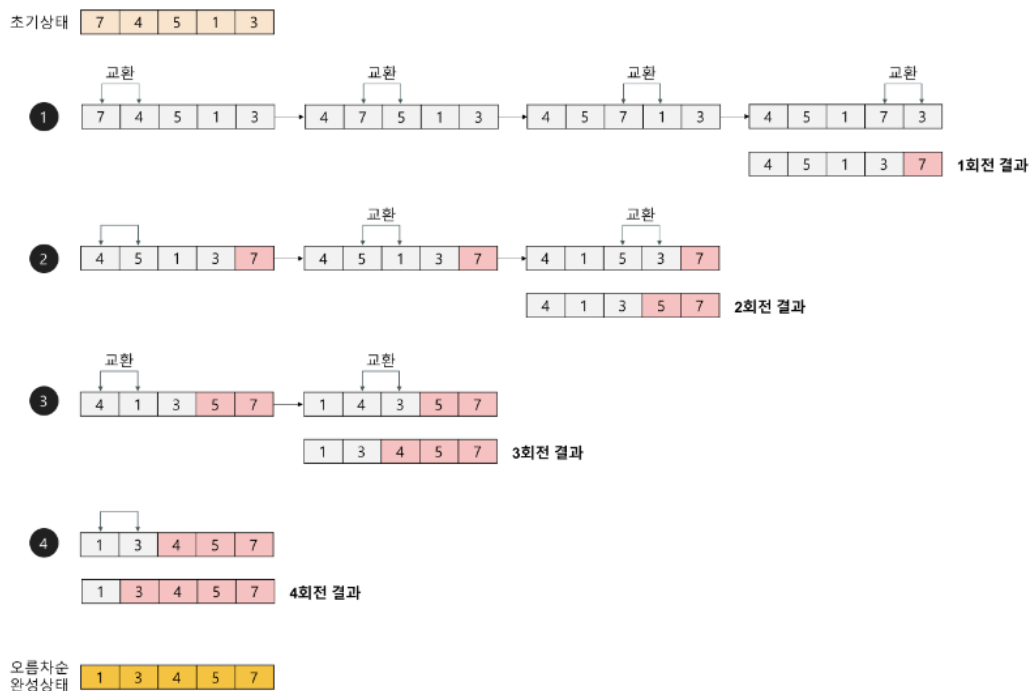 초기상태 7 4 5 1 3
교환 교환 교환 교환
1 7 4 5 1 3 4 7 5 1 3 4 5 7 1 3 4 5 1 7 3
4 5 1 3 7 1회전 결과
교환 교환
2 4 5 1 3 7 4 5 1 3 7 4 1 5 3 7
4 1 3 5 7 2회전 결과
교환 교환
3 4 1 3 5 7 1 4 3 5 7
1 3 4 5 7 3회전 결과
4 1 3 4 5 7
1 3 4 5 7 4회전 결과
오름차순
완성상태 1 3 4 5 7